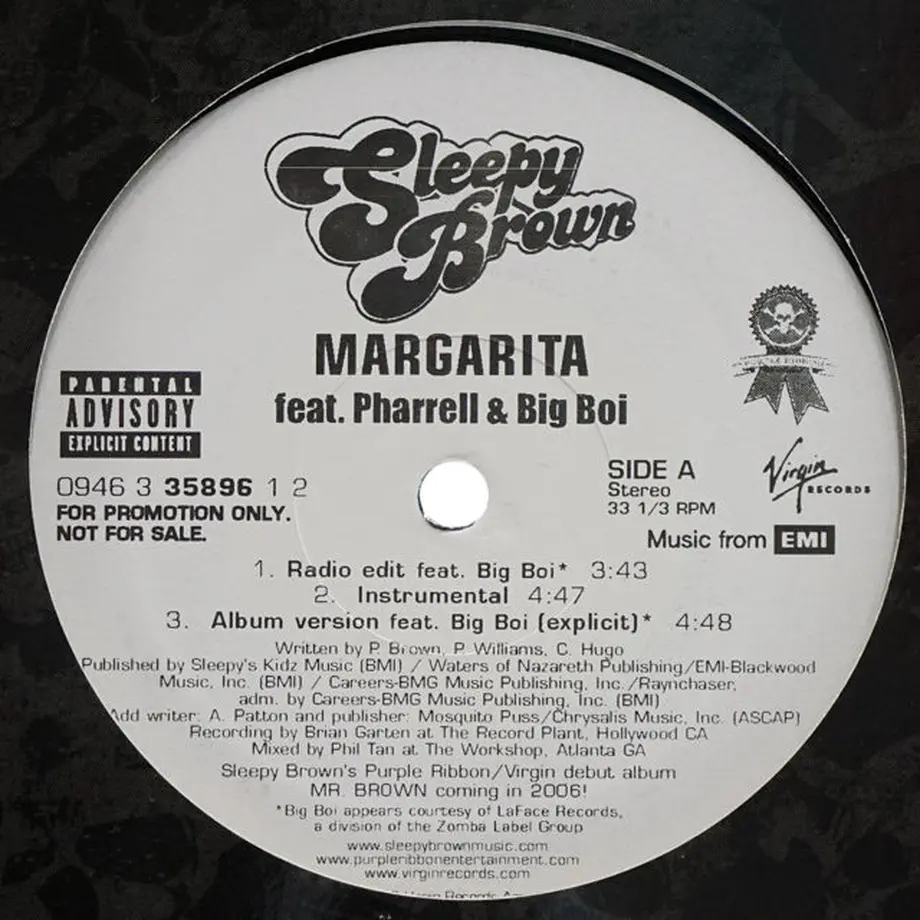 Sleepy
Brown
MARGARITA
feat. Pharrell & Big Boi
PARENTAL
ADVISORY
EXPLICIT CONTENT
0946 3 35896 1 2
FOR PROMOTION ONLY.
NOT FOR SALE.
SIDE A
Stereo
33 1/3 RPM
Virgin
RECORDS
Music from EMI
1. Radio edit feat. Big Boi* 3:43
2. Instrumental 4:47
3. Album version feat. Big Boi (explicit)* 4:48
Written by P. Brown, P. Williams, C. Hugo
Published by Sleepy's Kidz Music (BMI) / Waters of Nazareth Publishing/EMI-Blackwood
Music, Inc. (BMI) / Careers-BMG Music Publishing, Inc./Raynchaser,
adm. by Careers-BMG Music Publishing, Inc. (BMI)
Add writer: A. Patton and publisher: Mosquito Puss/Chrysalis Music, Inc. (ASCAP)
Recording by Brian Garten at The Record Plant, Hollywood CA
Mixed by Phil Tan at The Workshop, Atlanta GA
Sleepy Brown's Purple Ribbon/Virgin debut album
MR. BROWN coming in 2006!
*Big Boi appears courtesy of LaFace Records,
a division of the Zomba Label Group
www.sleepybrownmusic.com
www.purpleribbonentertainment.com
www.virginrecords.com